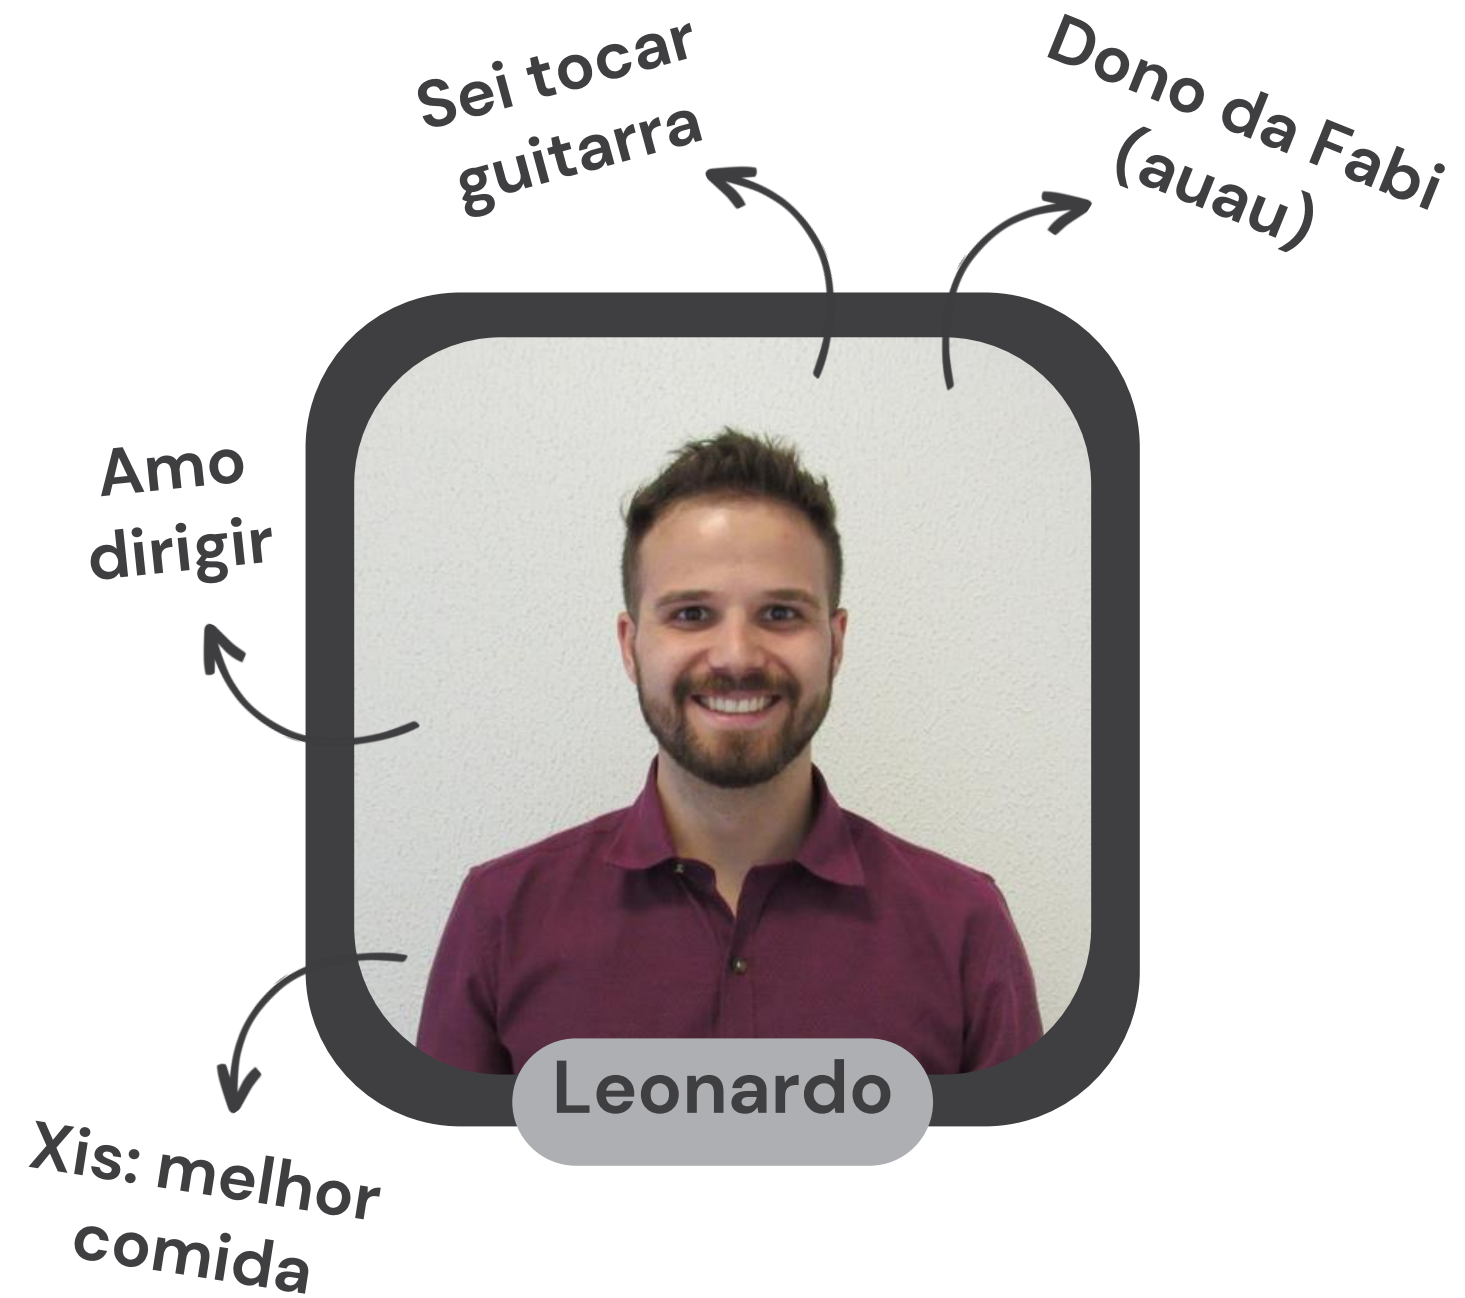 Sei tocar
guitarra
Dono da Fabi
(auau)
Amo
dirigir
Xis: melhor
comida
Leonardo